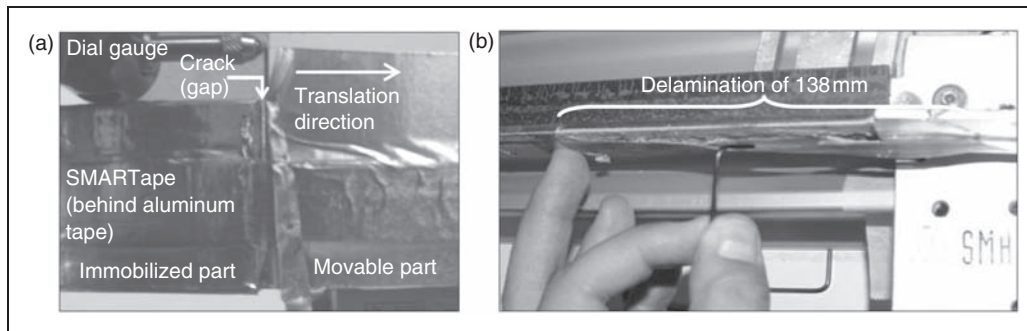 (a)
Dial gauge
Crack
(gap)
Translation
direction
SMARTape
(behind aluminum
tape)
Immobilized part
Movable part
(b)
Delamination of 138 mm
SMH